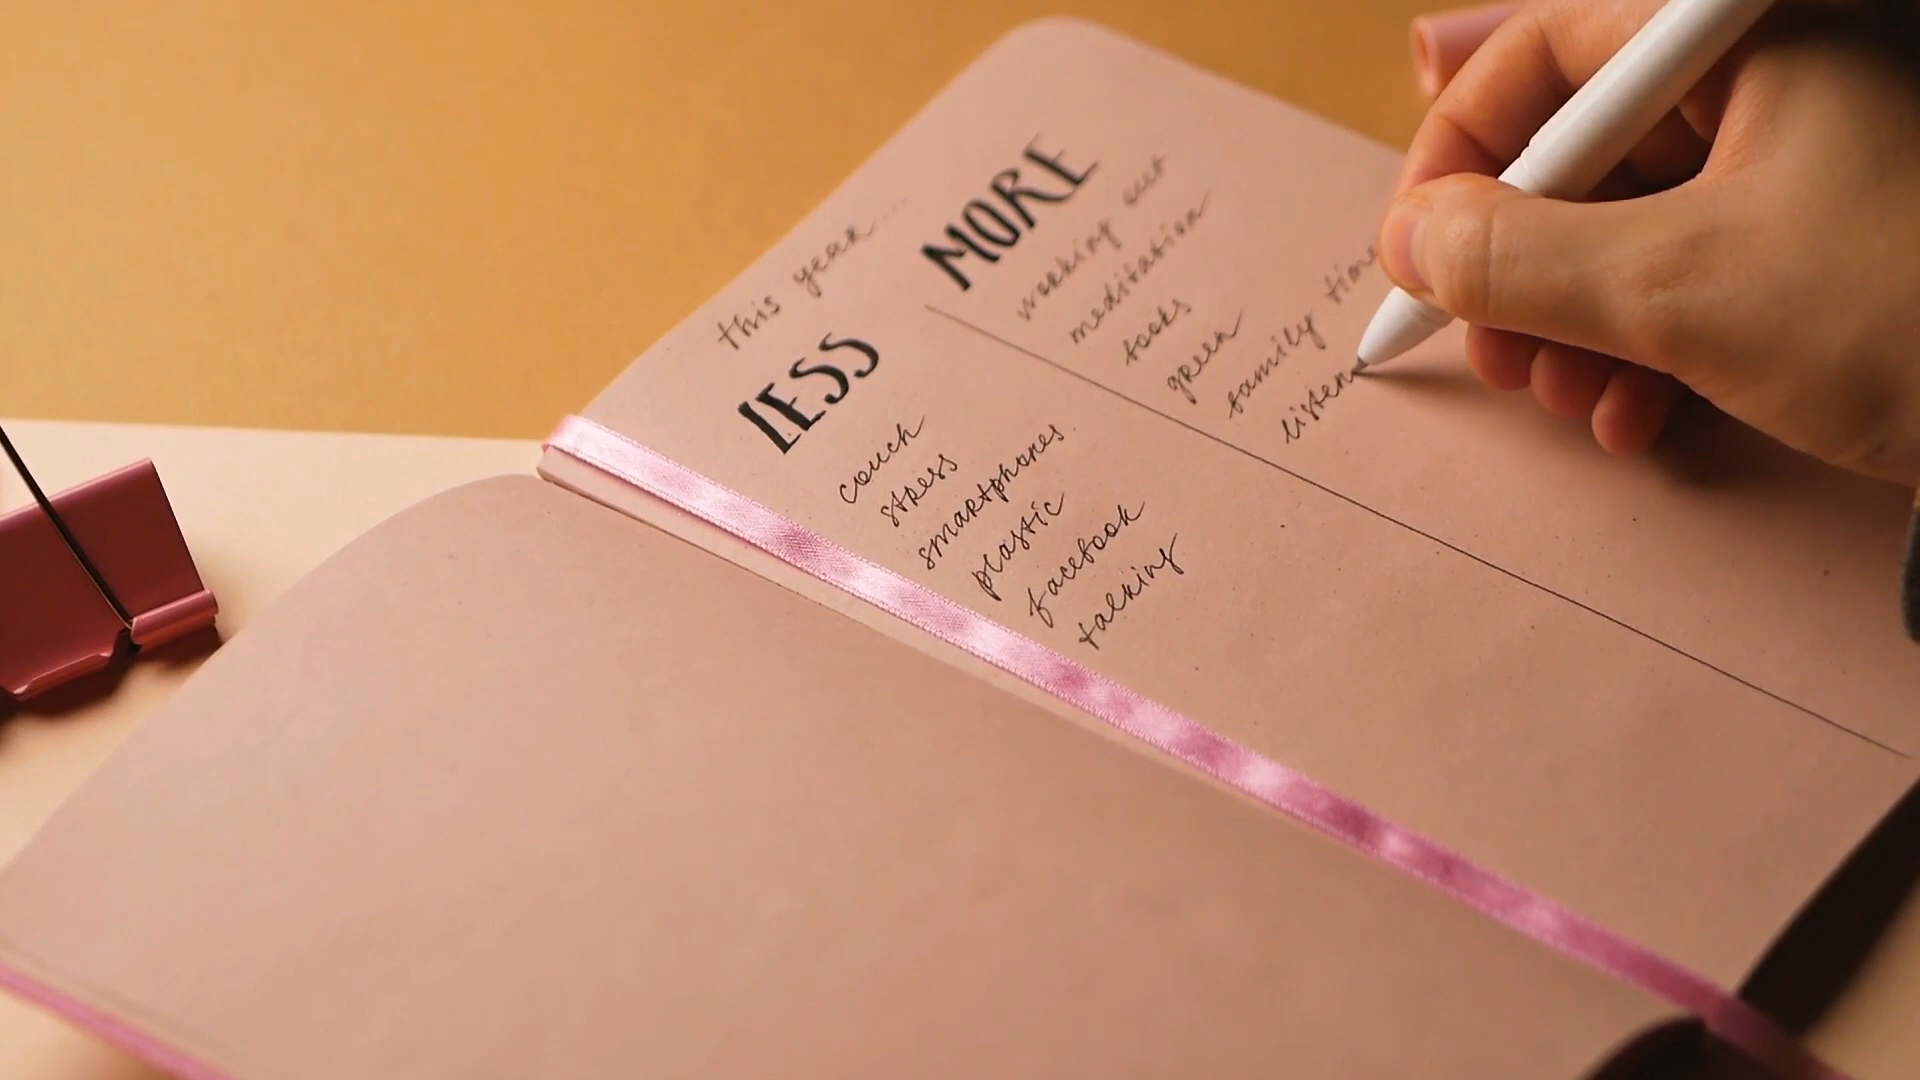 this year...
LESS
couch
stress
smartphones
plastic
facebook
talking
MORE
working out
meditation
books
green
family time
listen